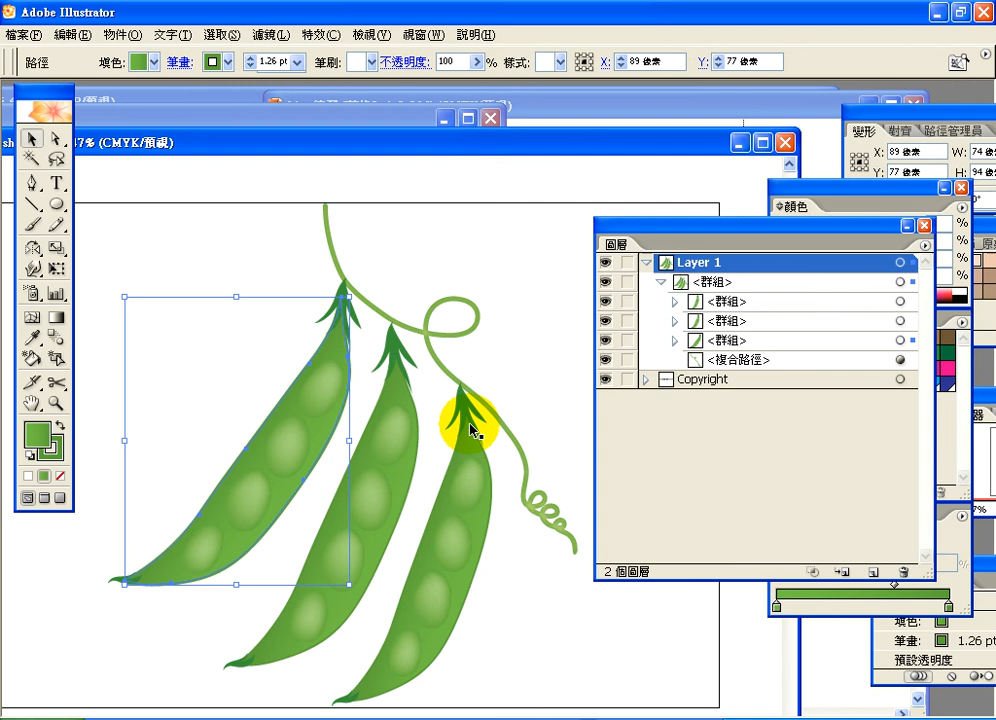 Adobe Illustrator
檔案(F) 編輯(E) 物件(O) 文字(T) 選取(S) 濾鏡(L) 特效(C) 檢視(V) 視窗(W) 說明(H)
路徑 填色: 筆畫: 1.26 pt 筆刷: 不透明度: 100 % 樣式: X: 89 像素 Y: 77 像素
47% (CMYK/預視)
變形 對齊 路徑管理員
X: 89 像素 W: 74 像素
Y: 77 像素 H: 94 像素
顏色
%
%
%
%
圖層
Layer 1
<群組>
<群組>
<群組>
<群組>
<複合路徑>
Copyright
2 個圖層
填色:
筆畫: 1.26 pt
預設透明度